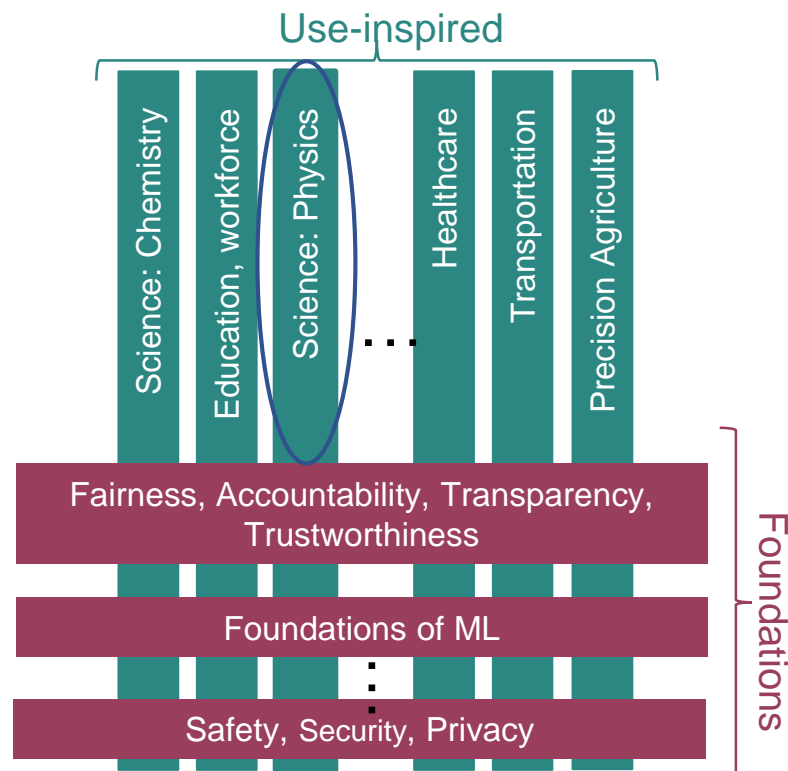 Use-inspired
Science: Chemistry
Education, workforce
Science: Physics
...
Healthcare
Transportation
Precision Agriculture
Fairness, Accountability, Transparency,
Trustworthiness
Foundations of ML
Safety, Security, Privacy
Foundations